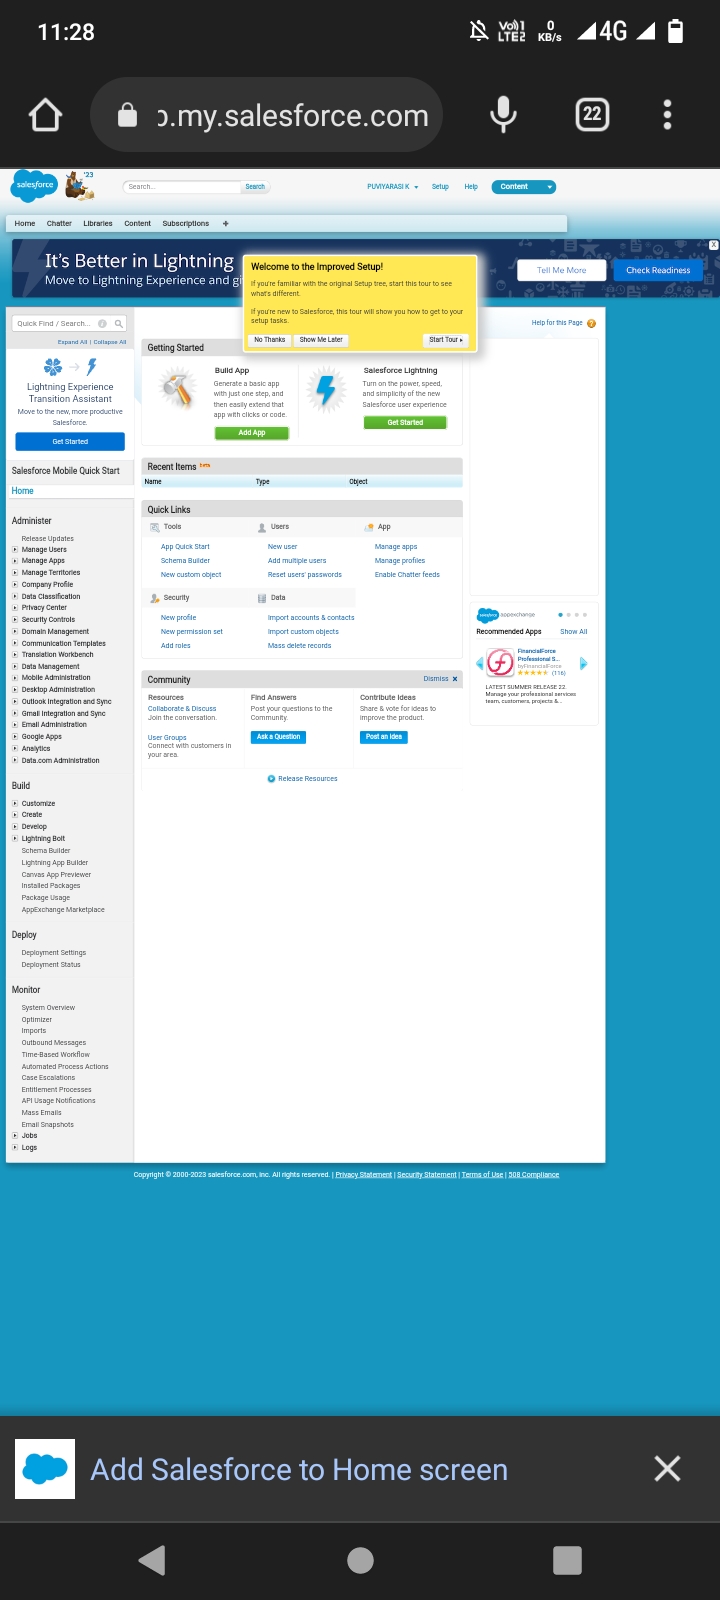 11:28
Vo)) 1
LTE2
0
KB/s
4G
.my.salesforce.com
22
salesforce
'23
Search...
Search
PUVIYARASI K
Setup
Help
Content
Home
Chatter
Libraries
Content
Subscriptions
+
It's Better in Lightning
Move to Lightning Experience and gi
Tell Me More
Check Readiness
X
Welcome to the Improved Setup!
If you're familiar with the original Setup tree, start this tour to see
what's different.
If you're new to Salesforce, this tour will show you how to get to your
setup tasks.
No Thanks
Show Me Later
Start Tour
Quick Find / Search...
Expand All | Collapse All
Lightning Experience
Transition Assistant
Move to the new, more productive
Salesforce.
Get Started
Salesforce Mobile Quick Start
Home
Administer
Release Updates
Manage Users
Manage Apps
Manage Territories
Company Profile
Data Classification
Privacy Center
Security Controls
Domain Management
Communication Templates
Translation Workbench
Data Management
Mobile Administration
Desktop Administration
Outlook Integration and Sync
Gmail Integration and Sync
Email Administration
Google Apps
Analytics
Data.com Administration
Build
Customize
Create
Develop
Lightning Bolt
Schema Builder
Lightning App Builder
Canvas App Previewer
Installed Packages
Package Usage
AppExchange Marketplace
Deploy
Deployment Settings
Deployment Status
Monitor
System Overview
Optimizer
Imports
Outbound Messages
Time-Based Workflow
Automated Process Actions
Case Escalations
Entitlement Processes
API Usage Notifications
Mass Emails
Email Snapshots
Jobs
Logs
Help for this Page
?
Getting Started
Build App
Generate a basic app
with just one step, and
then easily extend that
app with clicks or code.
Add App
Salesforce Lightning
Turn on the power, speed,
and simplicity of the new
Salesforce user experience
Get Started
Recent Items beta
Name
Type
Object
Quick Links
Tools
App Quick Start
Schema Builder
New custom object
Users
New user
Add multiple users
Reset users' passwords
App
Manage apps
Manage profiles
Enable Chatter feeds
Security
New profile
New permission set
Add roles
Data
Import accounts & contacts
Import custom objects
Mass delete records
Community
Dismiss
Resources
Collaborate & Discuss
Join the conversation.
User Groups
Connect with customers in
your area.
Find Answers
Post your questions to the
Community.
Ask a Question
Contribute Ideas
Share & vote for ideas to
improve the product.
Post an Idea
Release Resources
salesforce appexchange
Recommended Apps
Show All
FinancialForce
Professional S...
byFinancialForce
(116)
LATEST SUMMER RELEASE 22.
Manage your professional services
team, customers, projects &...
Copyright © 2000-2023 salesforce.com, inc. All rights reserved. | Privacy Statement | Security Statement | Terms of Use | 508 Compliance
Add Salesforce to Home screen